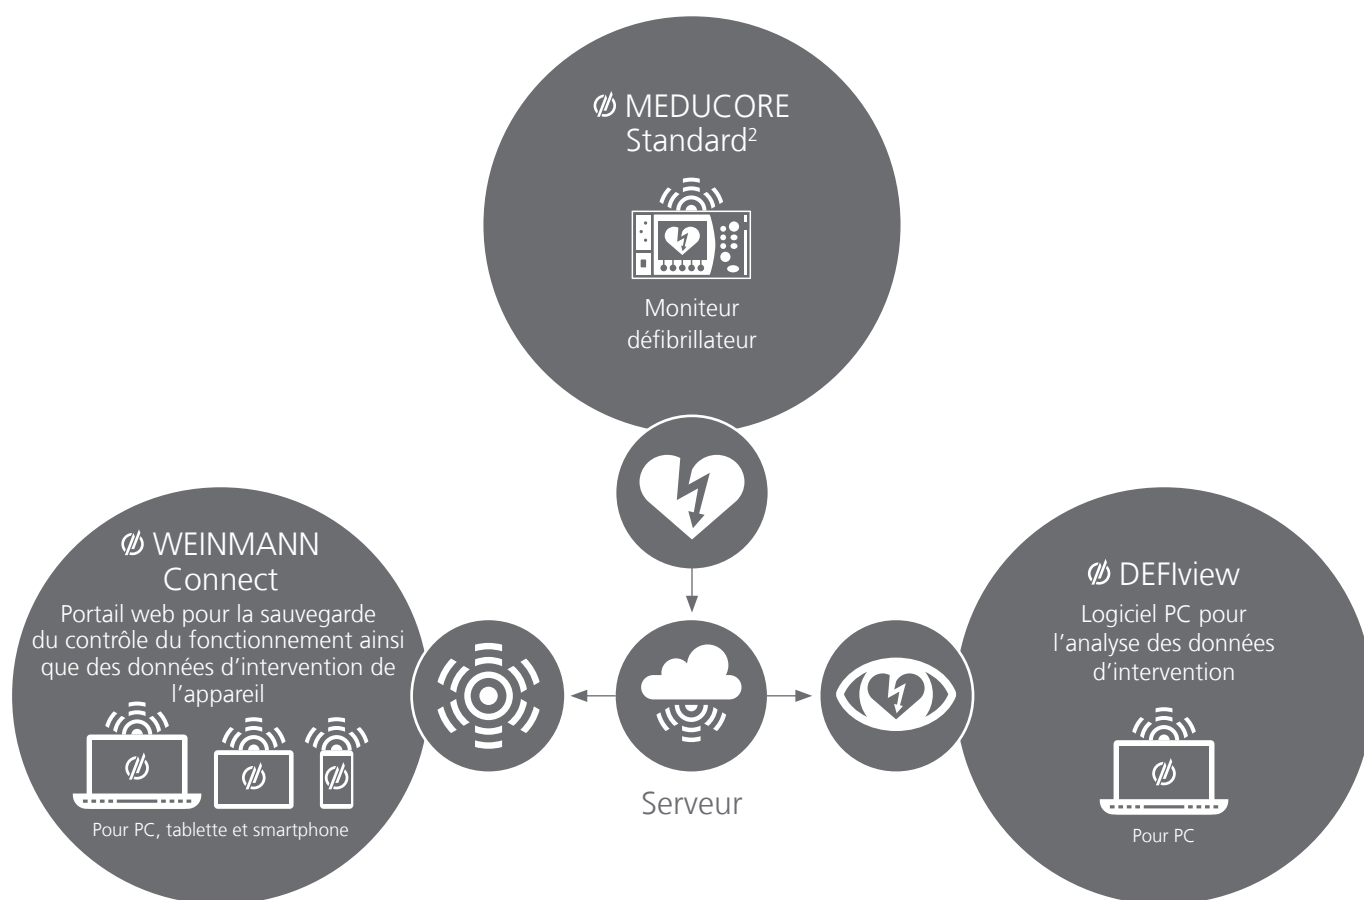 MEDUCORE
Standard²
Moniteur
défibrillateur
WEINMANN
Connect
Portail web pour la sauvegarde
du contrôle du fonctionnement ainsi
que des données d’intervention de
l’appareil
Pour PC, tablette et smartphone
Serveur
DEFIview
Logiciel PC pour
l’analyse des données
d’intervention
Pour PC